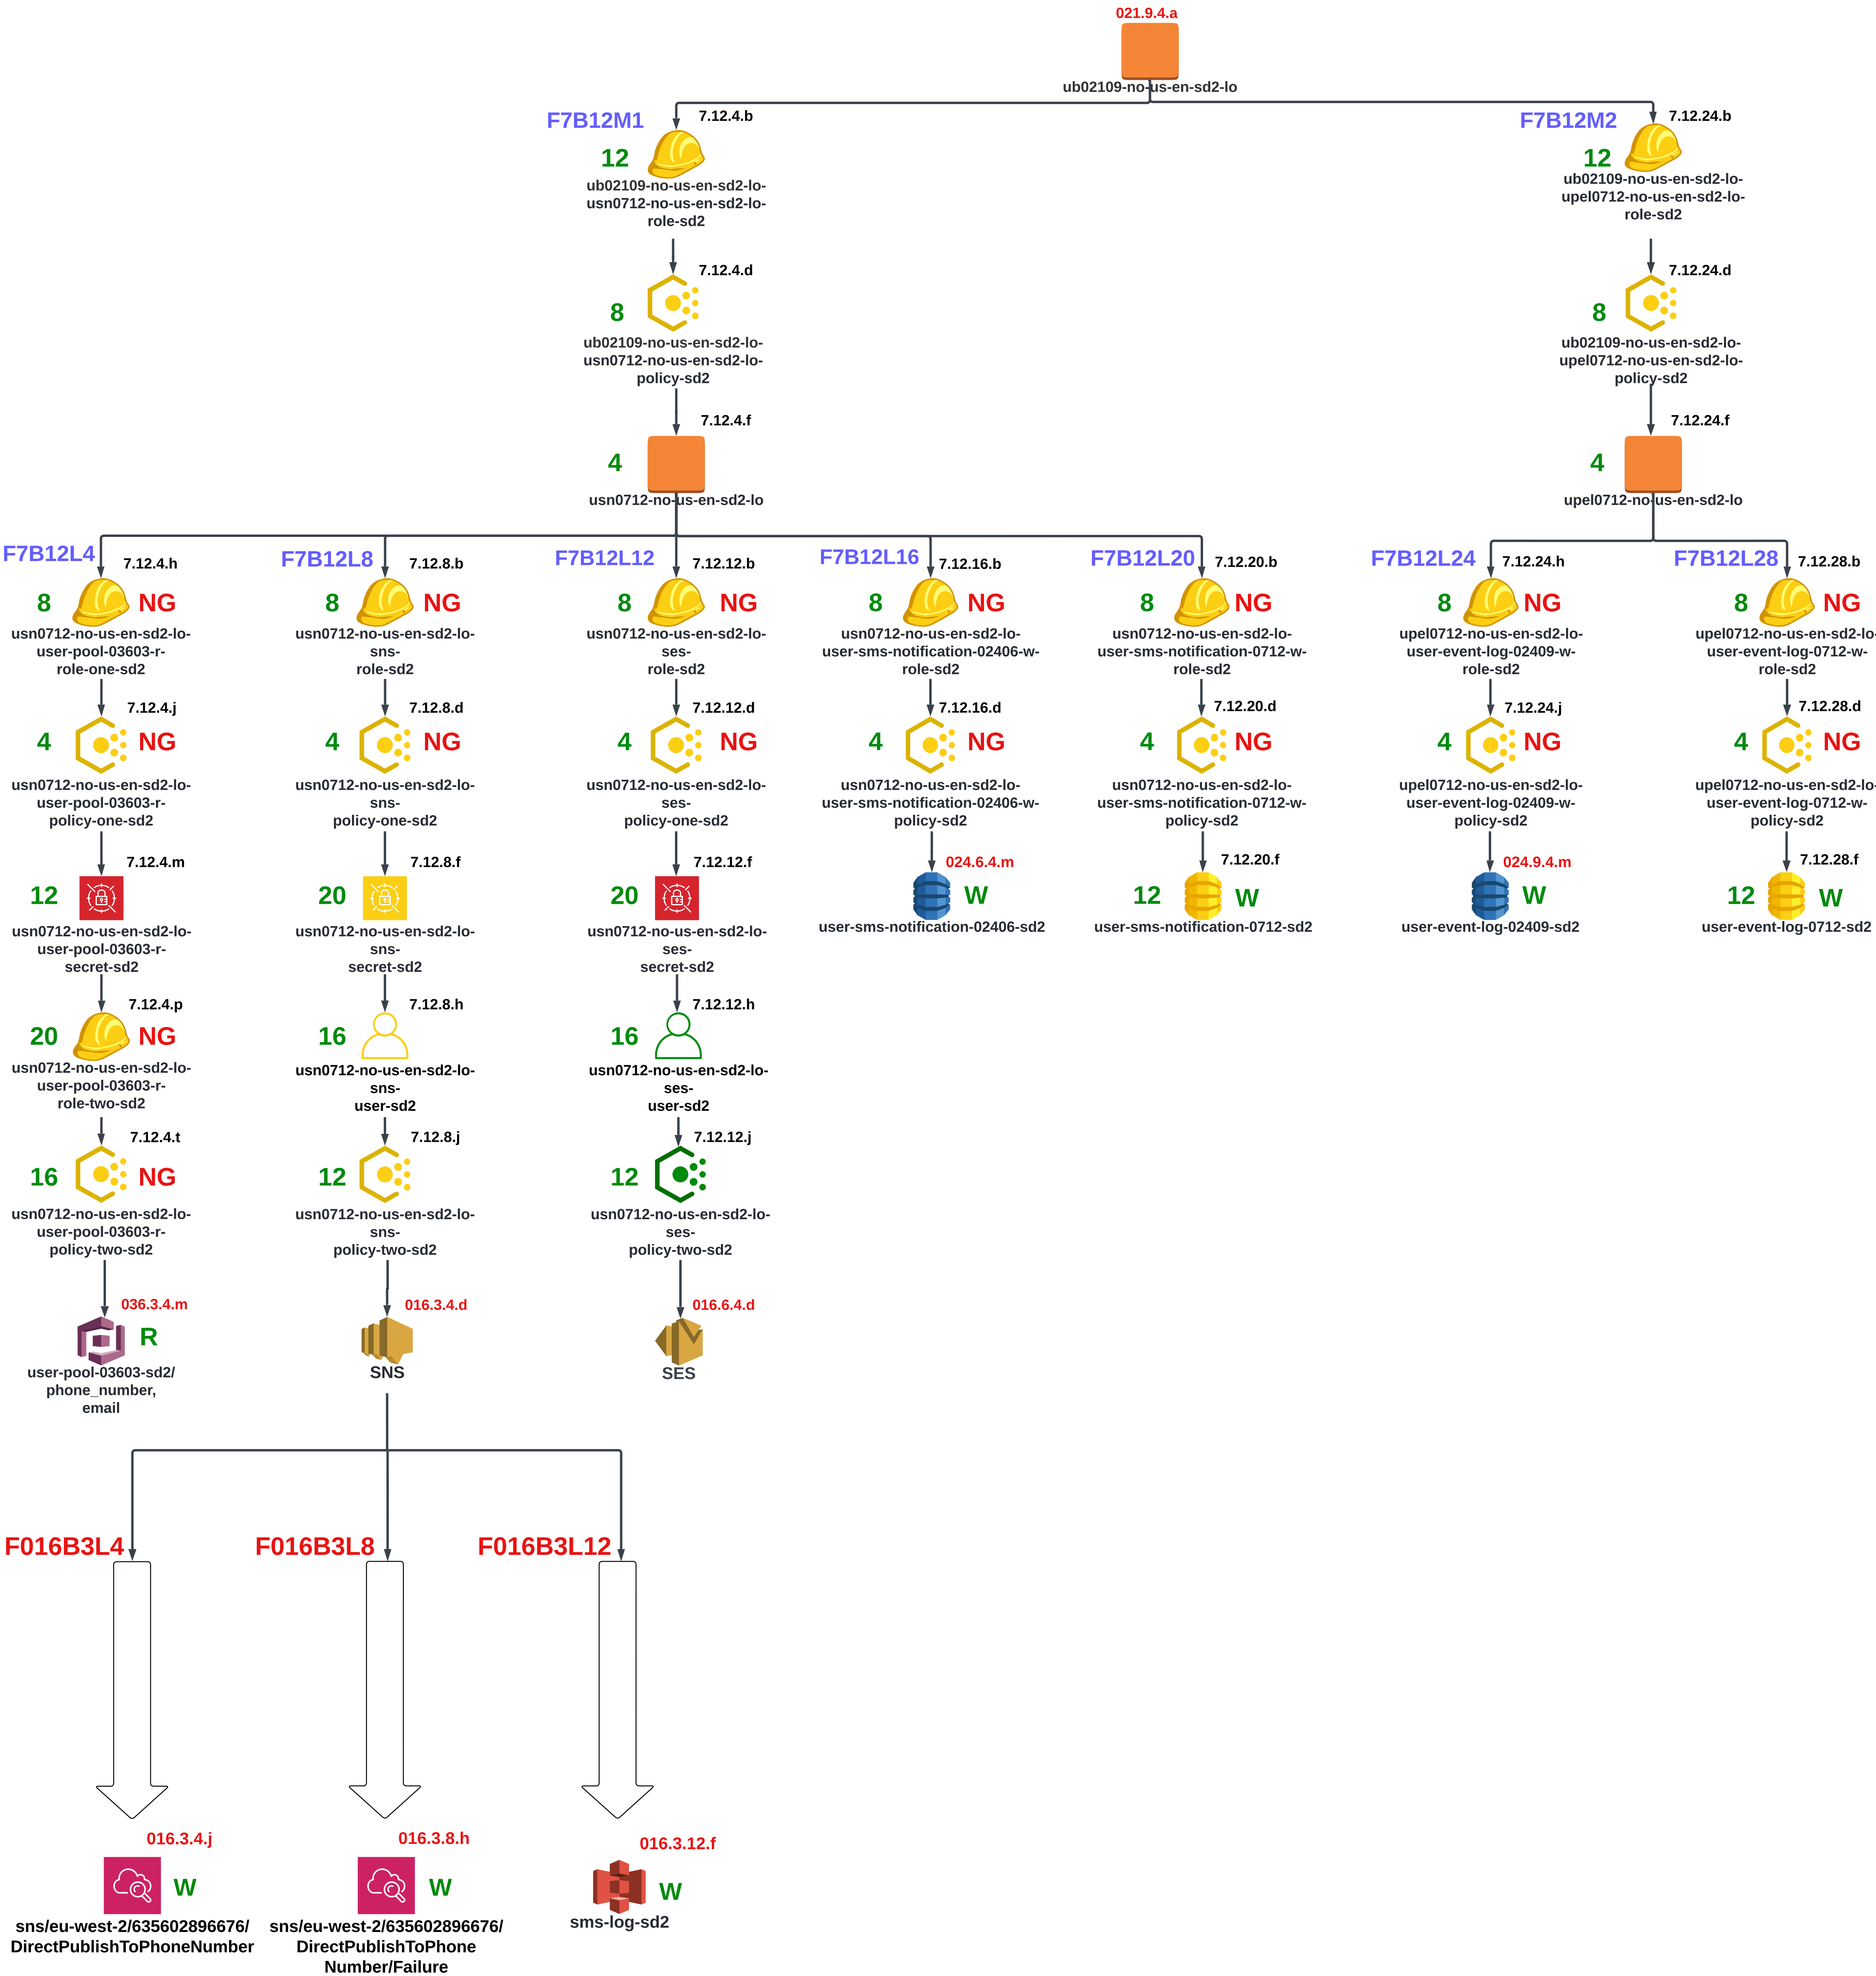 021.9.4.a
ub02109-no-us-en-sd2-lo
F7B12M1
7.12.4.b
12
ub02109-no-us-en-sd2-lo-
usn0712-no-us-en-sd2-lo-
role-sd2
7.12.4.d
8
ub02109-no-us-en-sd2-lo-
usn0712-no-us-en-sd2-lo-
policy-sd2
7.12.4.f
4
usn0712-no-us-en-sd2-lo
F7B12M2
7.12.24.b
12
ub02109-no-us-en-sd2-lo-
upel0712-no-us-en-sd2-lo-
role-sd2
7.12.24.d
8
ub02109-no-us-en-sd2-lo-
upel0712-no-us-en-sd2-lo-
policy-sd2
7.12.24.f
4
upel0712-no-us-en-sd2-lo
F7B12L4
7.12.4.h
8
NG
usn0712-no-us-en-sd2-lo-
user-pool-03603-r-
role-one-sd2
7.12.4.j
4
NG
usn0712-no-us-en-sd2-lo-
user-pool-03603-r-
policy-one-sd2
7.12.4.m
12
usn0712-no-us-en-sd2-lo-
user-pool-03603-r-
secret-sd2
7.12.4.p
20
NG
usn0712-no-us-en-sd2-lo-
user-pool-03603-r-
role-two-sd2
7.12.4.t
16
NG
usn0712-no-us-en-sd2-lo-
user-pool-03603-r-
policy-two-sd2
036.3.4.m
R
user-pool-03603-sd2/
phone_number,
email
F7B12L8
7.12.8.b
8
NG
usn0712-no-us-en-sd2-lo-
sns-
role-sd2
7.12.8.d
4
NG
usn0712-no-us-en-sd2-lo-
sns-
policy-one-sd2
7.12.8.f
20
usn0712-no-us-en-sd2-lo-
sns-
secret-sd2
7.12.8.h
16
usn0712-no-us-en-sd2-lo-
sns-
user-sd2
7.12.8.j
12
usn0712-no-us-en-sd2-lo-
sns-
policy-two-sd2
016.3.4.d
SNS
F7B12L12
7.12.12.b
8
NG
usn0712-no-us-en-sd2-lo-
ses-
role-sd2
7.12.12.d
4
NG
usn0712-no-us-en-sd2-lo-
ses-
policy-one-sd2
7.12.12.f
20
usn0712-no-us-en-sd2-lo-
ses-
secret-sd2
7.12.12.h
16
usn0712-no-us-en-sd2-lo-
ses-
user-sd2
7.12.12.j
12
usn0712-no-us-en-sd2-lo-
ses-
policy-two-sd2
016.6.4.d
SES
F7B12L16
7.12.16.b
8
NG
usn0712-no-us-en-sd2-lo-
user-sms-notification-02406-w-
role-sd2
7.12.16.d
4
NG
usn0712-no-us-en-sd2-lo-
user-sms-notification-02406-w-
policy-sd2
024.6.4.m
W
user-sms-notification-02406-sd2
F7B12L20
7.12.20.b
8
NG
usn0712-no-us-en-sd2-lo-
user-sms-notification-0712-w-
role-sd2
7.12.20.d
4
NG
usn0712-no-us-en-sd2-lo-
user-sms-notification-0712-w-
policy-sd2
7.12.20.f
12
W
user-sms-notification-0712-sd2
F7B12L24
7.12.24.h
8
NG
upel0712-no-us-en-sd2-lo-
user-event-log-02409-w-
role-sd2
7.12.24.j
4
NG
upel0712-no-us-en-sd2-lo-
user-event-log-02409-w-
policy-sd2
024.9.4.m
W
user-event-log-02409-sd2
F7B12L28
7.12.28.b
8
NG
upel0712-no-us-en-sd2-lo-
user-event-log-0712-w-
role-sd2
7.12.28.d
4
NG
upel0712-no-us-en-sd2-lo-
user-event-log-0712-w-
policy-sd2
7.12.28.f
12
W
user-event-log-0712-sd2
F016B3L4
016.3.4.j
W
sns/eu-west-2/635602896676/
DirectPublishToPhoneNumber
F016B3L8
016.3.8.h
W
sns/eu-west-2/635602896676/
DirectPublishToPhone
Number/Failure
F016B3L12
016.3.12.f
W
sms-log-sd2